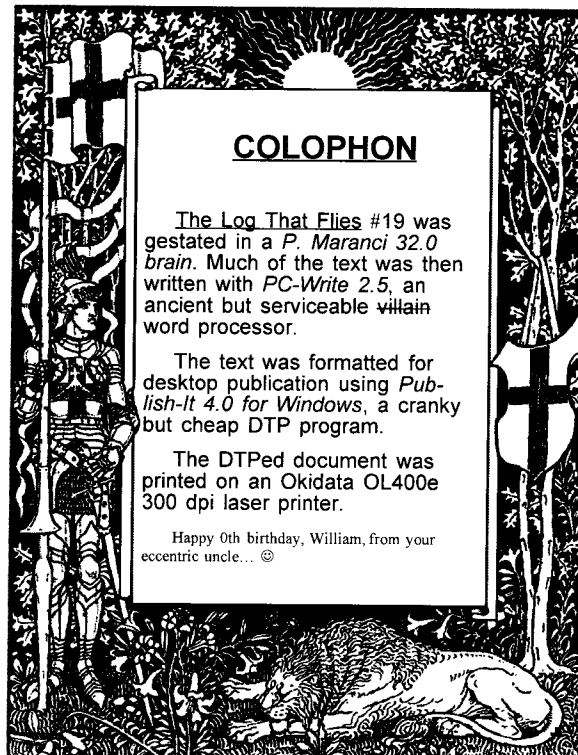 COLOPHON
The Log That Flies #19 was
gestated in a P. Maranci 32.0
brain. Much of the text was then
written with PC-Write 2.5, an
ancient but serviceable villain
word processor.
The text was formatted for
desktop publication using Pub-
lish-It 4.0 for Windows, a cranky
but cheap DTP program.
The DTPed document was
printed on an Okidata OL400e
300 dpi laser printer.
Happy 0th birthday, William, from your
eccentric uncle... ☺